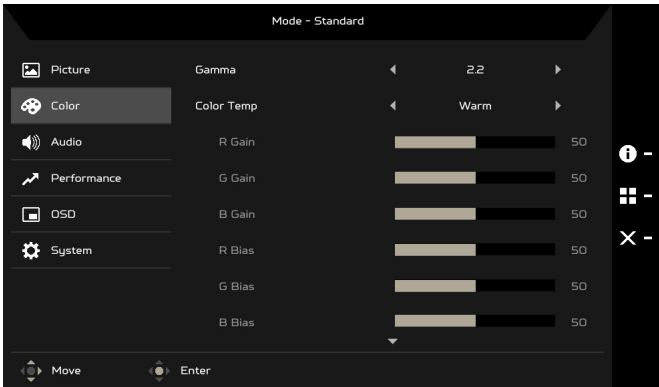 Mode - Standard
Picture
Gamma 2.2
Color
Color Temp Warm
Audio
R Gain 50
Performance
G Gain 50
OSD
B Gain 50
System
R Bias 50
G Bias 50
B Bias 50
Move Enter